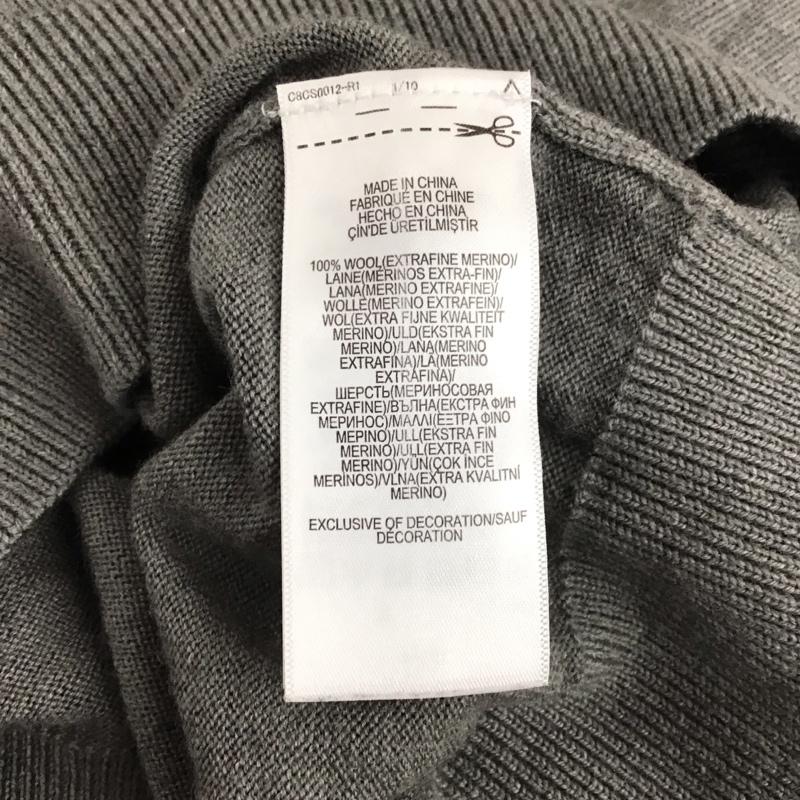 C8CS0012-R1 1/10
MADE IN CHINA
FABRIQUÉ EN CHINE
HECHO EN CHINA
ÇİN'DE ÜRETİLMİŞTİR
100% WOOL(EXTRAFINE MERINO)/
LAINE(MÉRINOS EXTRA-FIN)/
LANA(MERINO EXTRAFINE)/
WOLLE(MERINO EXTRAFEIN)/
WOL(EXTRA FIJNE KWALITEIT
MERINO)/ULD(EKSTRA FIN
MERINO)/LANA(MERINO
EXTRAFINA)/LÃ(MERINO
EXTRAFINA)/
ШЕРСТЬ(МЕРИНОСОВАЯ
EXTRAFINE)/ВЪЛНА(ЕКСТРА ФИН
МЕРИНОС)/ΜΑΛΛΙ(ΕΞΤΡΑ ΦΙΝΟ
ΜΕΡΙΝΟ)/ULL(EKSTRA FIN
MERINO)/ULL(EXTRA FIN
MERINO)/YÜN(ÇOK İNCE
MERİNOS)/VLNA(EXTRA KVALITNÍ
MERINO)
EXCLUSIVE OF DECORATION/SAUF
DÉCORATION